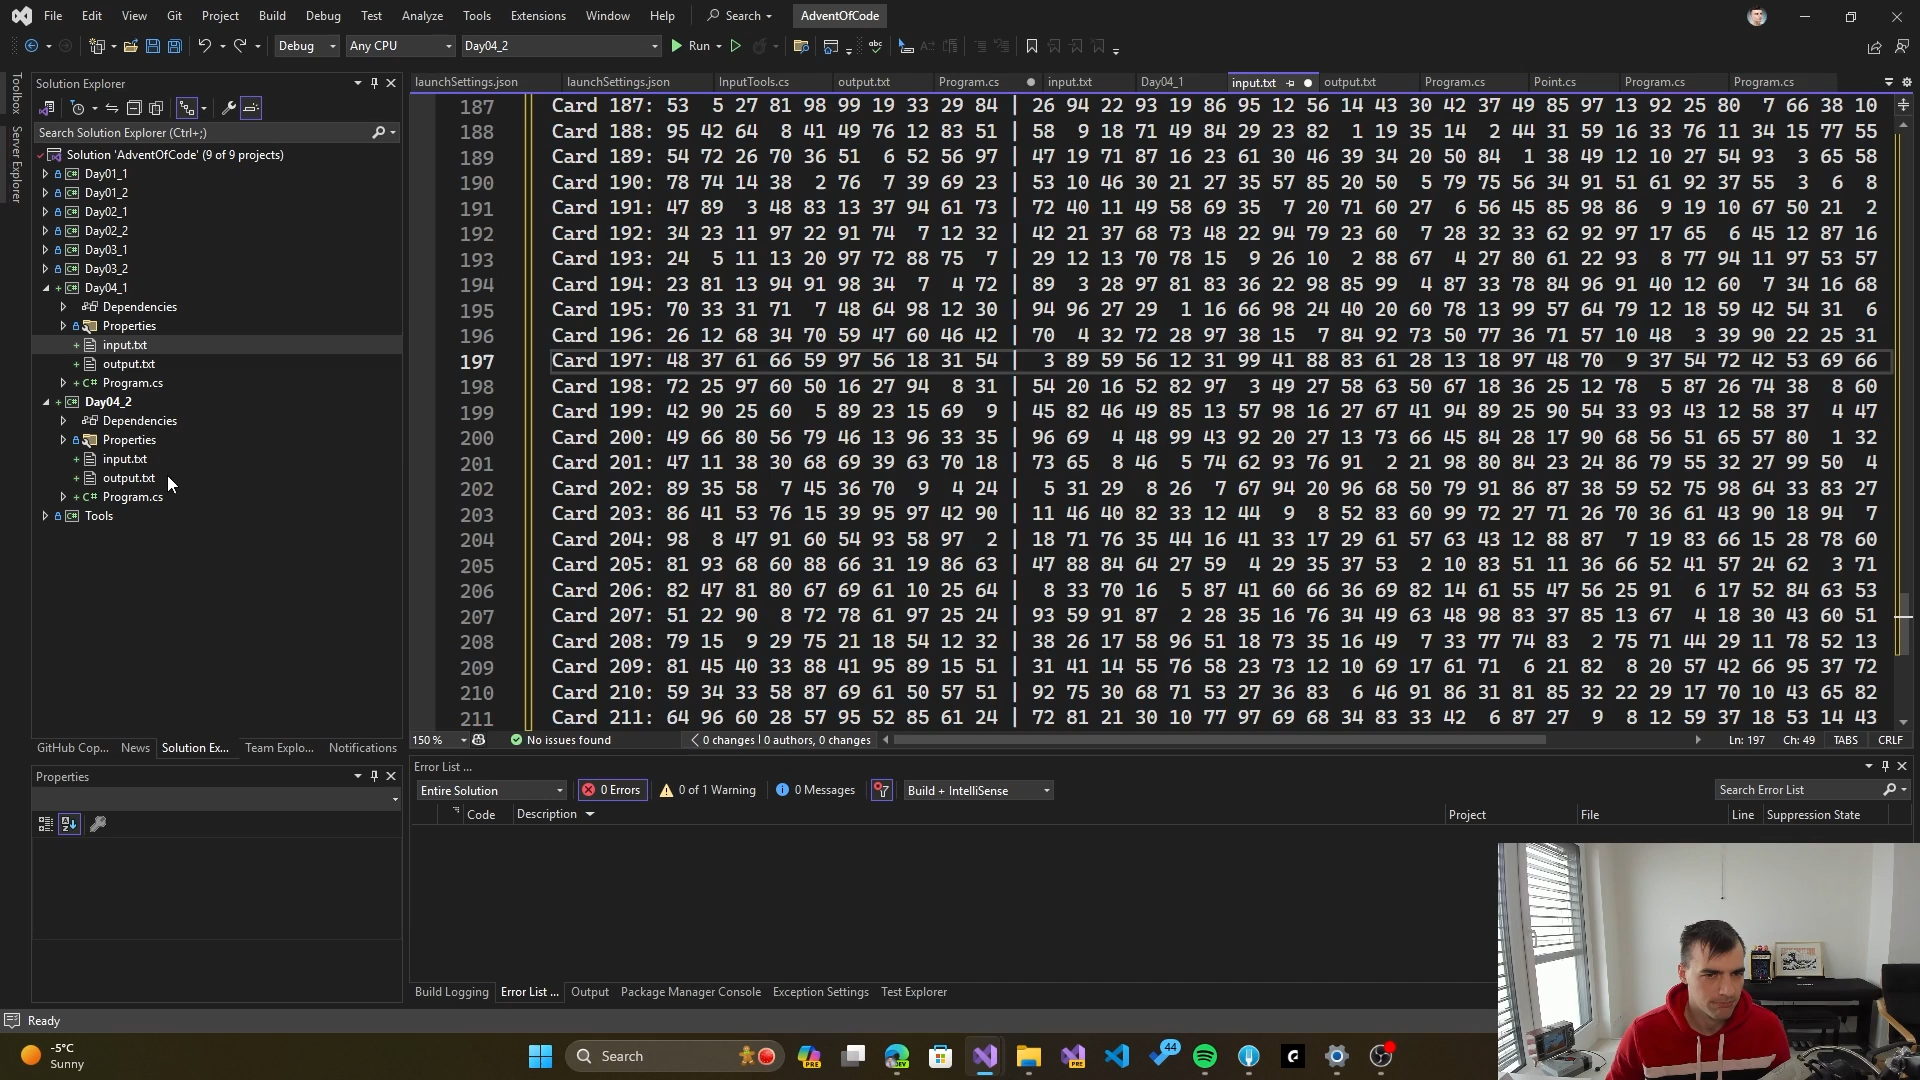 File Edit View Git Project Build Debug Test Analyze Tools Extensions Window Help Search AdventOfCode
Debug Any CPU Day04_2 Run
Toolbox
Server Explorer
Solution Explorer
Search Solution Explorer (Ctrl+;)
Solution 'AdventOfCode' (9 of 9 projects)
Day01_1
Day01_2
Day02_1
Day02_2
Day03_1
Day03_2
Day04_1
Dependencies
Properties
input.txt
output.txt
Program.cs
Day04_2
Dependencies
Properties
input.txt
output.txt
Program.cs
Tools
GitHub Cop... News Solution Ex... Team Explo... Notifications
Properties
launchSettings.json launchSettings.json InputTools.cs output.txt Program.cs input.txt Day04_1 input.txt output.txt Program.cs Point.cs Program.cs Program.cs
187 Card 187: 53 5 27 81 98 99 19 33 29 84 | 26 94 22 93 19 86 95 12 56 14 43 30 42 37 49 85 97 13 92 25 80 7 66 38 10
188 Card 188: 95 42 64 8 41 49 76 12 83 51 | 58 9 18 71 49 84 29 23 82 1 19 35 14 2 44 31 59 16 33 76 11 34 15 77 55
189 Card 189: 54 72 26 70 36 51 6 52 56 97 | 47 19 71 87 16 23 61 30 46 39 34 20 50 84 1 38 49 12 10 27 54 93 3 65 58
190 Card 190: 78 74 14 38 2 76 7 39 69 23 | 53 10 46 30 21 27 35 57 85 20 50 5 79 75 56 34 91 51 61 92 37 55 3 6 8
191 Card 191: 47 89 3 48 83 13 37 94 61 73 | 72 40 11 49 58 69 35 7 20 71 60 27 6 56 45 85 98 86 9 19 10 67 50 21 2
192 Card 192: 34 23 11 97 22 91 74 7 12 32 | 42 21 37 68 73 48 22 94 79 23 60 7 28 32 33 62 92 97 17 65 6 45 12 87 16
193 Card 193: 24 5 11 13 20 97 72 88 75 7 | 29 12 13 70 78 15 9 26 10 2 88 67 4 27 80 61 22 93 8 77 94 11 97 53 57
194 Card 194: 23 81 13 94 91 98 34 7 4 72 | 89 3 28 97 81 83 36 22 98 85 99 4 87 33 78 84 96 91 40 12 60 7 34 16 68
195 Card 195: 70 33 31 71 7 48 64 98 12 30 | 94 96 27 29 1 16 66 98 24 40 20 60 78 13 99 57 64 79 12 18 59 42 54 31 6
196 Card 196: 26 12 68 34 70 59 47 60 46 42 | 70 4 32 72 28 97 38 15 7 84 92 73 50 77 36 71 57 10 48 3 39 90 22 25 31
197 Card 197: 48 37 61 66 59 97 56 18 31 54 | 3 89 59 56 12 31 99 41 88 83 61 28 13 18 97 48 70 9 37 54 72 42 53 69 66
198 Card 198: 72 25 97 60 50 16 27 94 8 31 | 54 20 16 52 82 97 3 49 27 58 63 50 67 18 36 25 12 78 5 87 26 74 38 8 60
199 Card 199: 42 90 25 60 5 89 23 15 69 9 | 45 82 46 49 85 13 57 98 16 27 67 41 94 89 25 90 54 33 93 43 12 58 37 4 47
200 Card 200: 49 66 80 56 79 46 13 96 33 35 | 96 69 4 48 99 43 92 20 27 13 73 66 45 84 28 17 90 68 56 51 65 57 80 1 32
201 Card 201: 47 11 38 30 68 69 39 63 70 18 | 73 65 8 46 5 74 62 93 76 91 2 21 98 80 84 23 24 86 79 55 32 27 99 50 4
202 Card 202: 89 35 58 7 45 36 70 9 4 24 | 5 31 29 8 26 7 67 94 20 96 68 50 79 91 86 87 38 59 52 75 98 64 33 83 27
203 Card 203: 86 41 53 76 15 39 95 97 42 90 | 11 46 40 82 33 12 44 9 8 52 83 60 99 72 27 71 26 70 36 61 43 90 18 94 7
204 Card 204: 98 8 47 91 60 54 93 58 97 2 | 18 71 76 35 44 16 41 33 17 29 61 57 63 43 12 88 87 7 19 83 66 15 28 78 60
205 Card 205: 81 93 68 60 88 66 31 19 86 63 | 47 88 84 64 27 59 4 29 35 37 53 2 10 83 51 11 36 66 52 41 57 24 62 3 71
206 Card 206: 82 47 81 80 67 69 61 10 25 64 | 8 33 70 16 5 87 41 60 66 36 69 82 14 61 55 47 56 25 91 6 17 52 84 63 53
207 Card 207: 51 22 90 8 72 78 61 97 25 24 | 93 59 91 87 2 28 35 16 76 34 49 63 48 98 83 37 85 13 67 4 18 30 43 60 51
208 Card 208: 79 15 9 29 75 21 18 54 12 32 | 38 26 17 58 96 51 18 73 35 16 49 7 33 77 74 83 2 75 71 44 29 11 78 52 13
209 Card 209: 81 45 40 33 88 41 95 89 15 51 | 31 41 14 55 76 58 23 73 12 10 69 17 61 71 6 21 82 8 20 57 42 66 95 37 72
210 Card 210: 59 34 33 58 87 69 61 50 57 51 | 92 75 30 68 71 53 27 36 83 6 46 91 86 31 81 85 32 22 29 17 70 10 43 65 82
211 Card 211: 64 96 60 28 57 95 52 85 61 24 | 72 81 21 30 10 77 97 69 68 34 83 33 42 6 87 27 9 8 12 59 37 18 53 14 43
150 % No issues found 0 changes | 0 authors, 0 changes Ln: 197 Ch: 49 TABS CRLF
Error List ...
Entire Solution 0 Errors 0 of 1 Warning 0 Messages Build + IntelliSense Search Error List
Code Description Project File Line Suppression State
Build Logging Error List ... Output Package Manager Console Exception Settings Test Explorer
Ready
-5°C
Sunny
Search
PRE
DEV
PRE
44